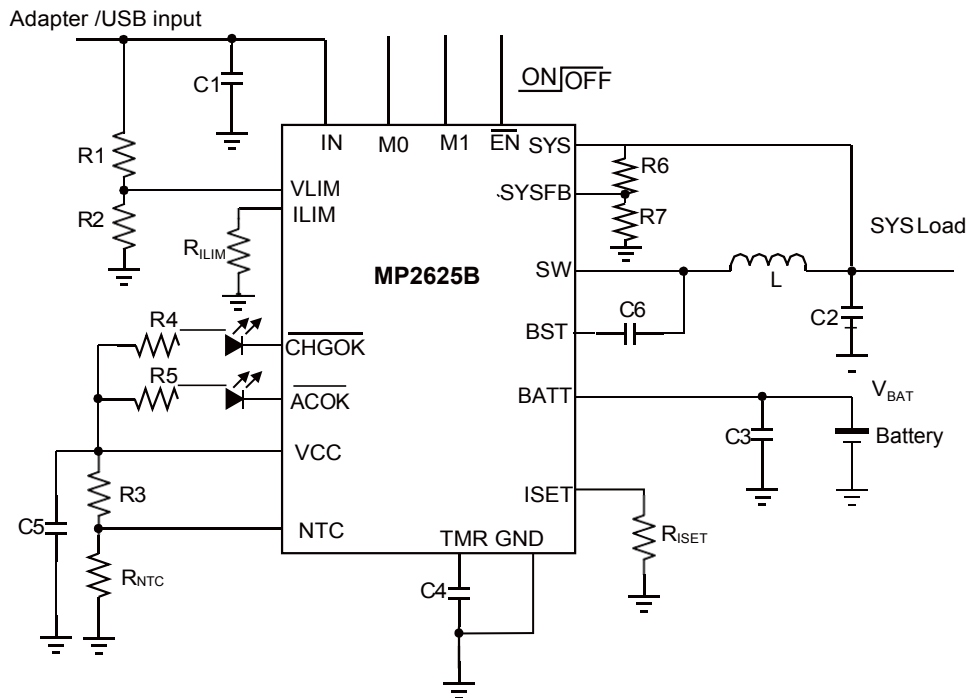 Adapter /USB input
C1
ON OFF
IN M0 M1 EN SYS
R1
R6
VLIM SYSFB
R2 ILIM R7
SYS Load
RILIM
MP2625B
SW
L
C6
C2
R4
BST
CHGOK
R5
ACOK BATT
VBAT
C3 Battery
VCC
R3
ISET
C5
NTC TMR GND
RISET
RNTC
C4